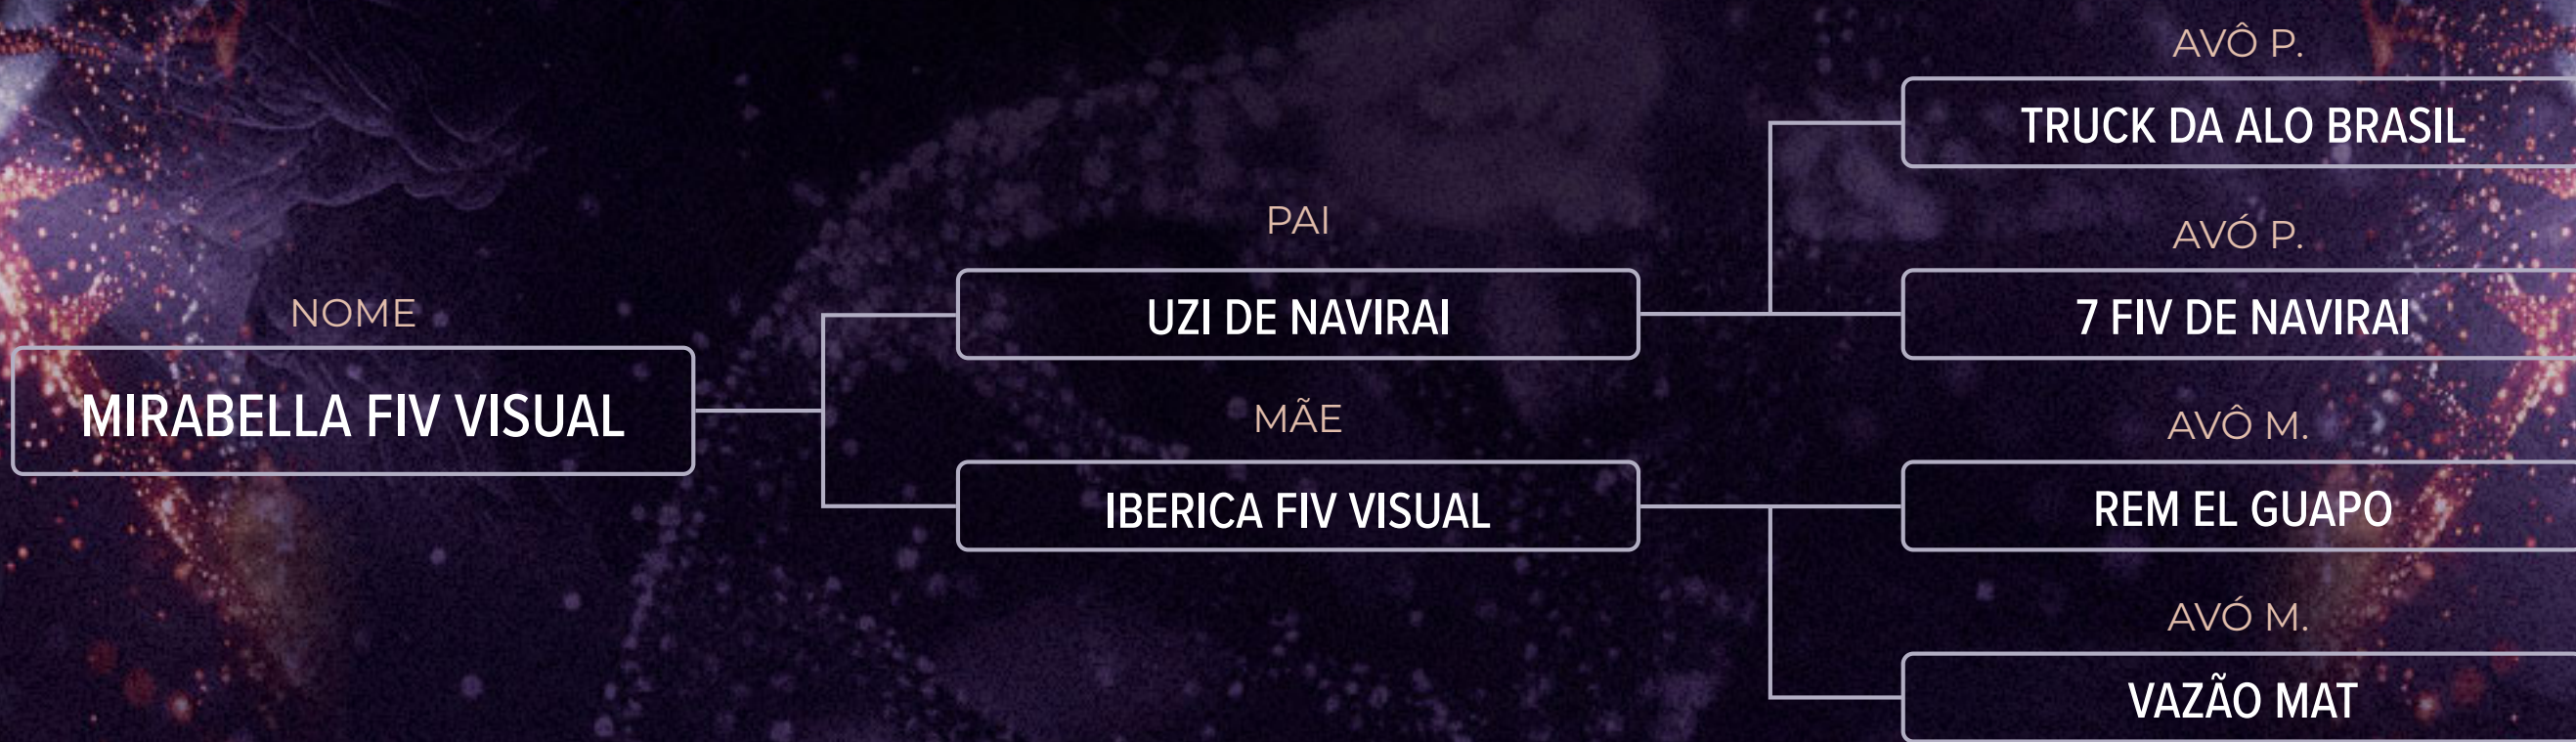 NOME
MIRABELLA FIV VISUAL
PAI
UZI DE NAVIRAI
MÃE
IBERICA FIV VISUAL
AVÔ P.
TRUCK DA ALO BRASIL
AVÓ P.
7 FIV DE NAVIRAI
AVÔ M.
REM EL GUAPO
AVÓ M.
VAZÃO MAT